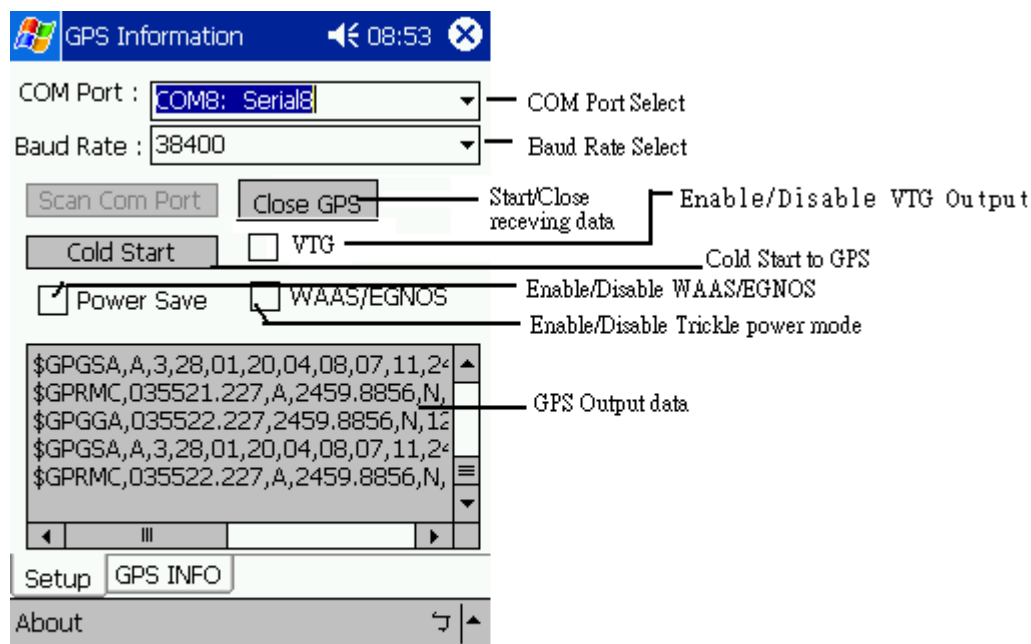 GPS Information 08:53
COM Port : COM8: Serial8
COM Port Select
Baud Rate : 38400
Baud Rate Select
Scan Com Port
Close GPS
Start/Close
receving data
Enable/Disable VTG Output
Cold Start
VTG
Cold Start to GPS
Power Save
WAAS/EGNOS
Enable/Disable WAAS/EGNOS
Enable/Disable Trickle power mode
$GPGSA,A,3,28,01,20,04,08,07,11,24
$GPRMC,035521.227,A,2459.8856,N,
$GPGGA,035522.227,2459.8856,N,12
$GPGSA,A,3,28,01,20,04,08,07,11,24
$GPRMC,035522.227,A,2459.8856,N,
GPS Output data
Setup
GPS INFO
About